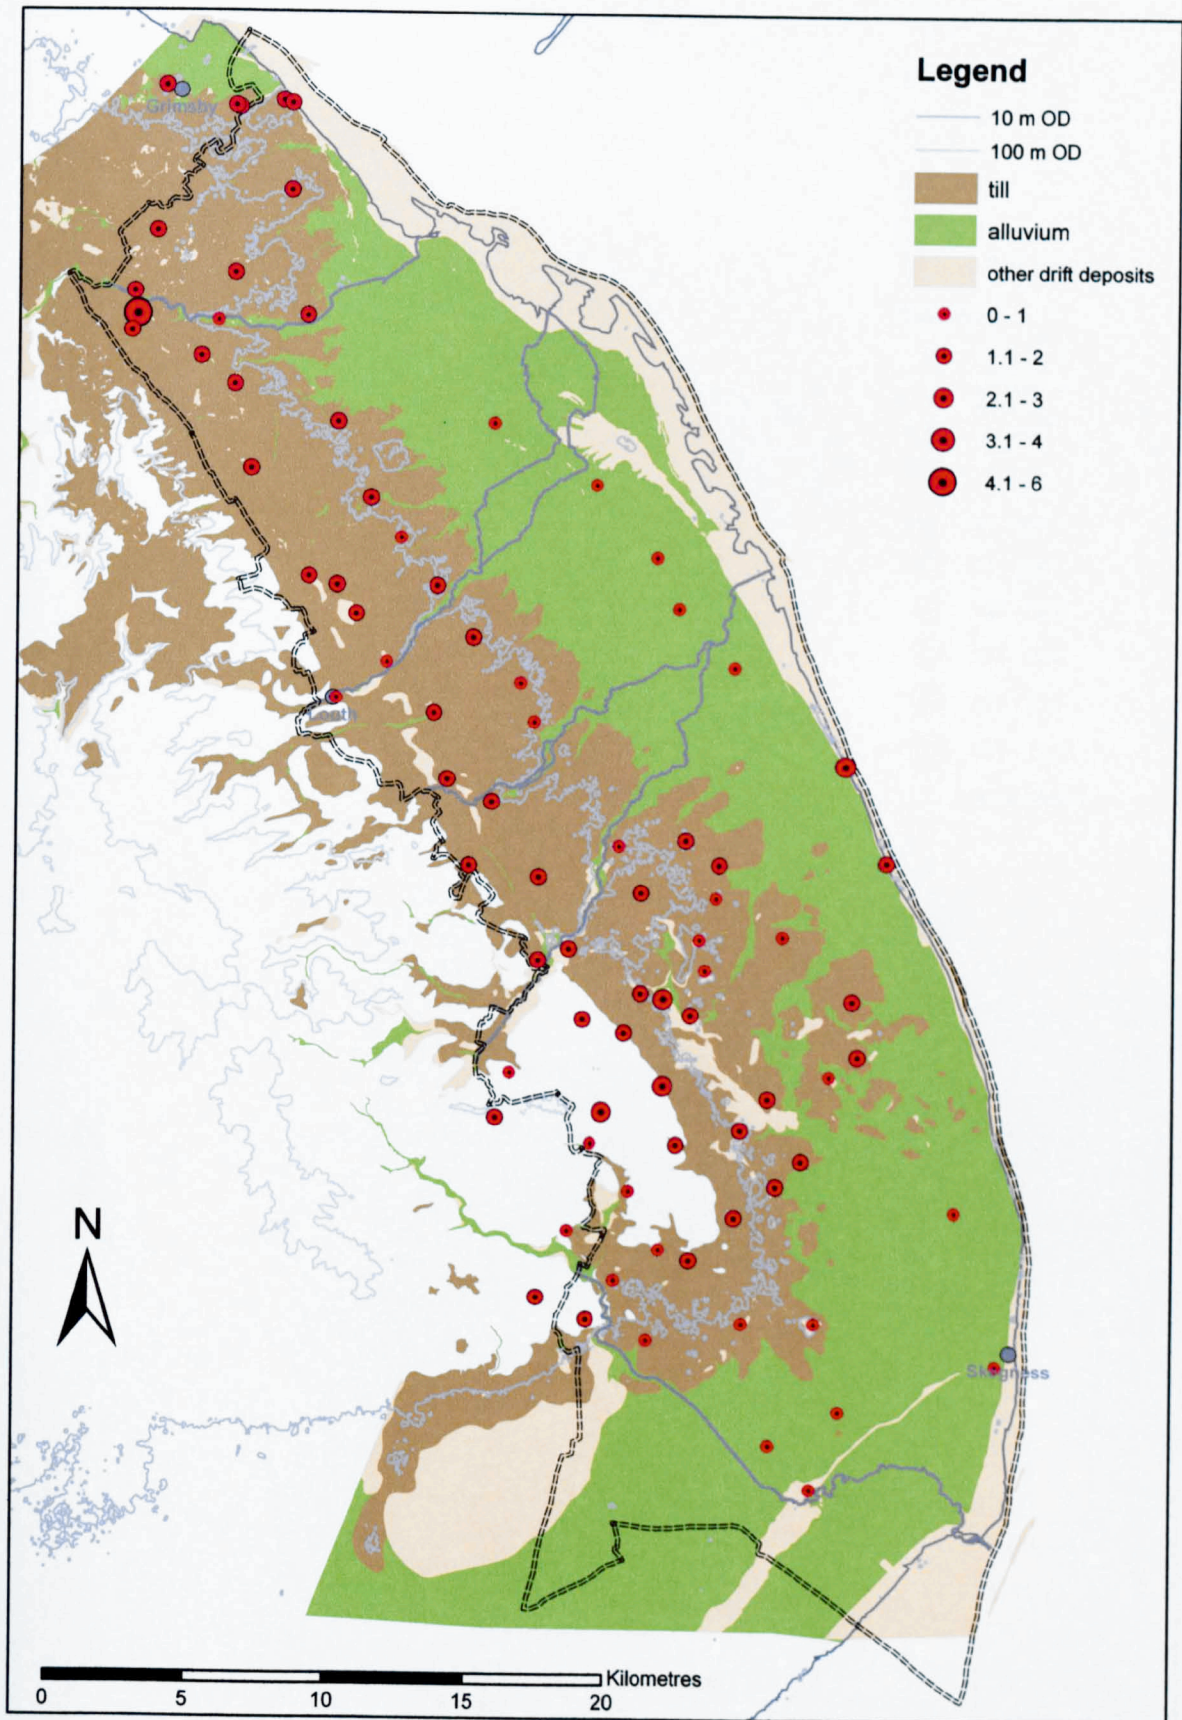 Legend
10 m OD
100 m OD
till
alluvium
other drift deposits
0 - 1
1.1 - 2
2.1 - 3
3.1 - 4
4.1 - 6
Grimsby
Louth
N
Skegness
Kilometres
0 5 10 15 20